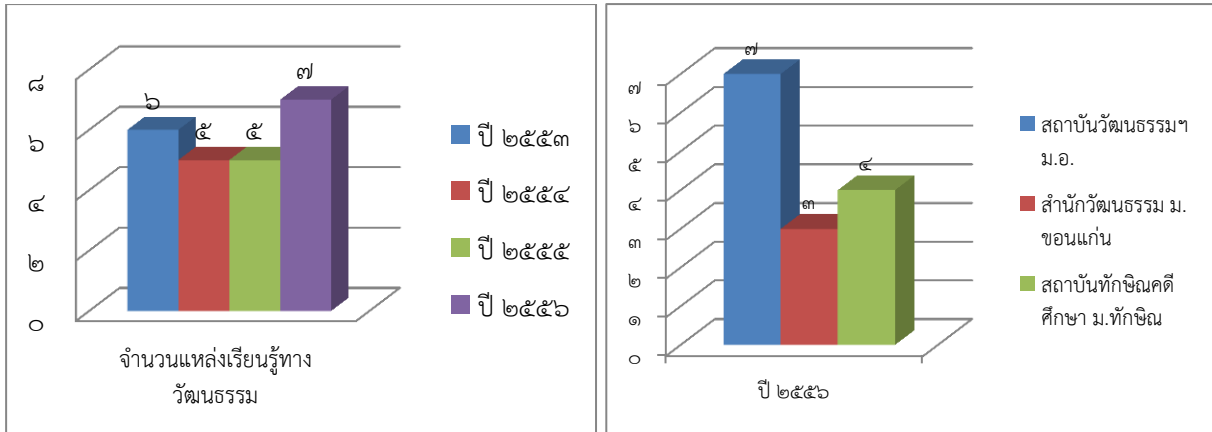 ๘
๖
๔
๒
๐
๖
๕
๕
๗
จำนวนแหล่งเรียนรู้ทาง
วัฒนธรรม
ปี ๒๕๕๓
ปี ๒๕๕๔
ปี ๒๕๕๕
ปี ๒๕๕๖
๗
๖
๕
๔
๓
๒
๑
๐
๗
๓
๔
ปี ๒๕๕๖
สถาบันวัฒนธรรมฯ
ม.อ.
สำนักวัฒนธรรม ม.
ขอนแก่น
สถาบันทักษิณคดี
ศึกษา ม.ทักษิณ